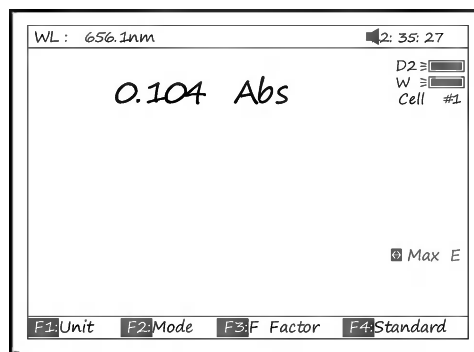 WL: 656.1nm 2: 35: 27
0.104 Abs
D2
W
Cell #1
Max E
F1:Unit F2:Mode F3:F Factor F4:Standard